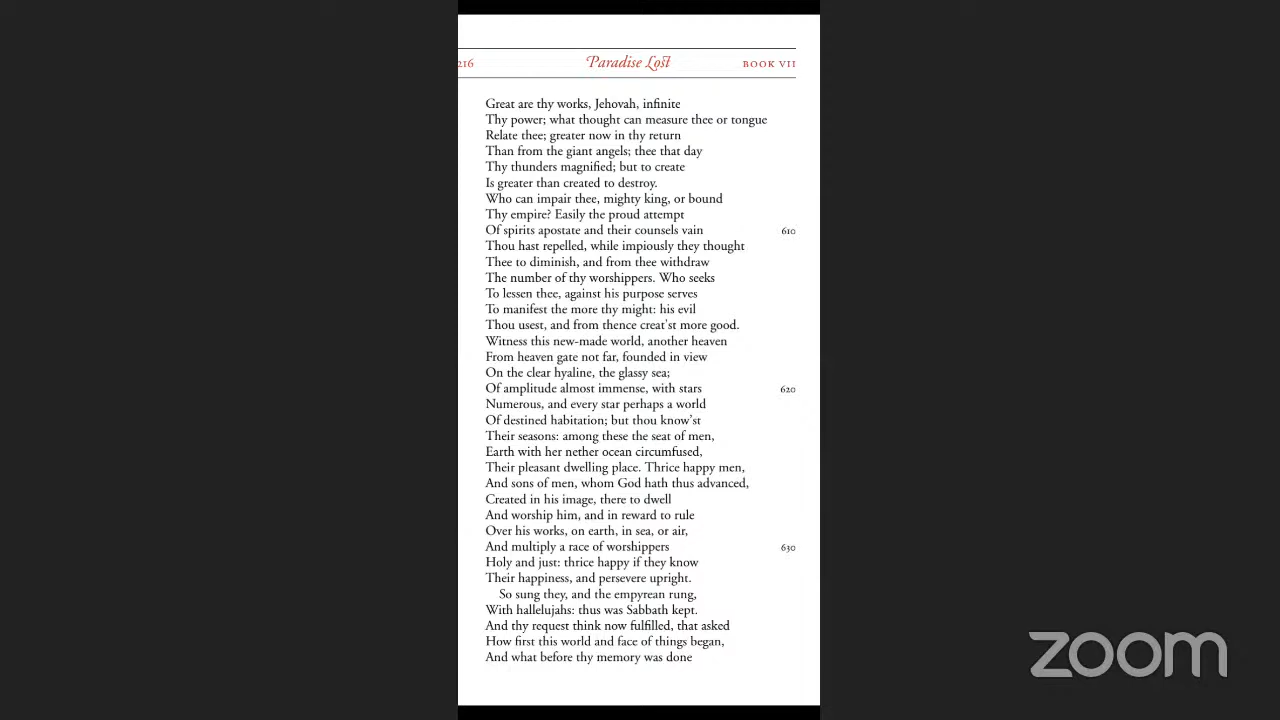 216 Paradise Lost BOOK VII
Great are thy works, Jehovah, infinite
Thy power; what thought can measure thee or tongue
Relate thee; greater now in thy return
Than from the giant angels; thee that day
Thy thunders magnified; but to create
Is greater than created to destroy.
Who can impair thee, mighty king, or bound
Thy empire? Easily the proud attempt
Of spirits apostate and their counsels vain 610
Thou hast repelled, while impiously they thought
Thee to diminish, and from thee withdraw
The number of thy worshippers. Who seeks
To lessen thee, against his purpose serves
To manifest the more thy might: his evil
Thou usest, and from thence creat'st more good.
Witness this new-made world, another heaven
From heaven gate not far, founded in view
On the clear hyaline, the glassy sea;
Of amplitude almost immense, with stars 620
Numerous, and every star perhaps a world
Of destined habitation; but thou know'st
Their seasons: among these the seat of men,
Earth with her nether ocean circumfused,
Their pleasant dwelling place. Thrice happy men,
And sons of men, whom God hath thus advanced,
Created in his image, there to dwell
And worship him, and in reward to rule
Over his works, on earth, in sea, or air,
And multiply a race of worshippers 630
Holy and just: thrice happy if they know
Their happiness, and persevere upright.
So sung they, and the empyrean rung,
With hallelujahs: thus was Sabbath kept.
And thy request think now fulfilled, that asked
How first this world and face of things began,
And what before thy memory was done
zoom